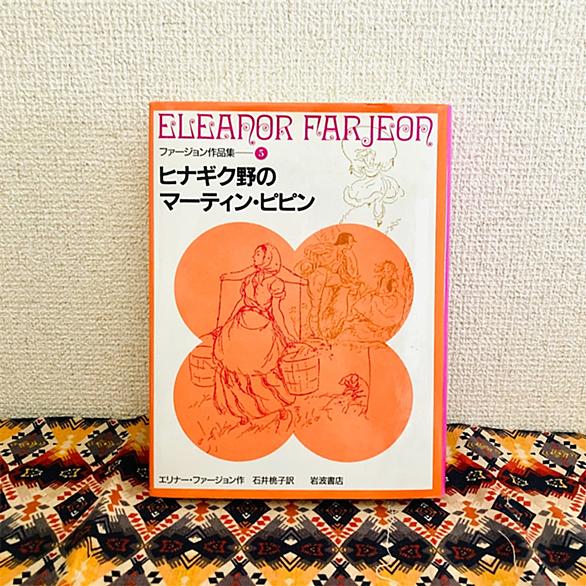 ELEANOR FARJEON
ファージョン作品集――5
ヒナギク野の
マーティン・ピピン
エリナー・ファージョン作 石井桃子訳 岩波書店